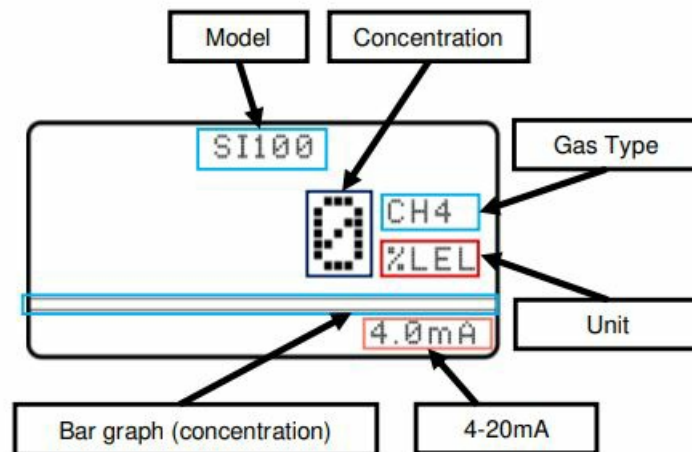 Model
Concentration
SI100
Gas Type
0
CH4
%LEL
Unit
4.0mA
Bar graph (concentration)
4-20mA